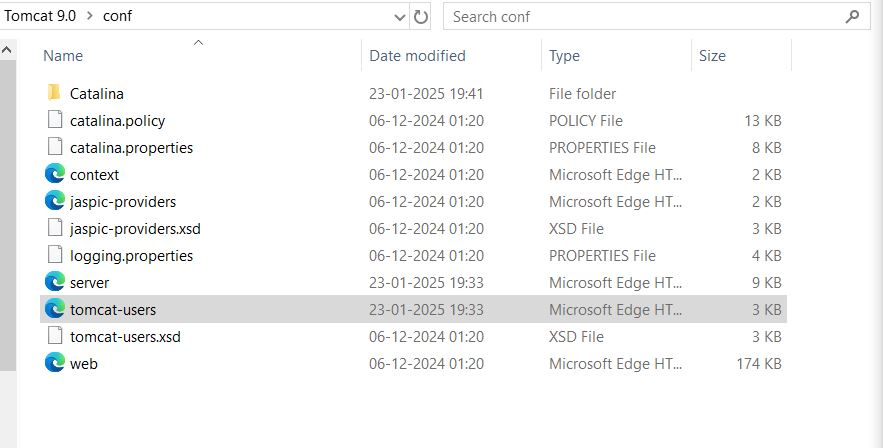 Tomcat 9.0 > conf
Search conf
Name Date modified Type Size
Catalina 23-01-2025 19:41 File folder
catalina.policy 06-12-2024 01:20 POLICY File 13 KB
catalina.properties 06-12-2024 01:20 PROPERTIES File 8 KB
context 06-12-2024 01:20 Microsoft Edge HT... 2 KB
jaspic-providers 06-12-2024 01:20 Microsoft Edge HT... 2 KB
jaspic-providers.xsd 06-12-2024 01:20 XSD File 3 KB
logging.properties 06-12-2024 01:20 PROPERTIES File 4 KB
server 23-01-2025 19:33 Microsoft Edge HT... 9 KB
tomcat-users 23-01-2025 19:33 Microsoft Edge HT... 3 KB
tomcat-users.xsd 06-12-2024 01:20 XSD File 3 KB
web 06-12-2024 01:20 Microsoft Edge HT... 174 KB